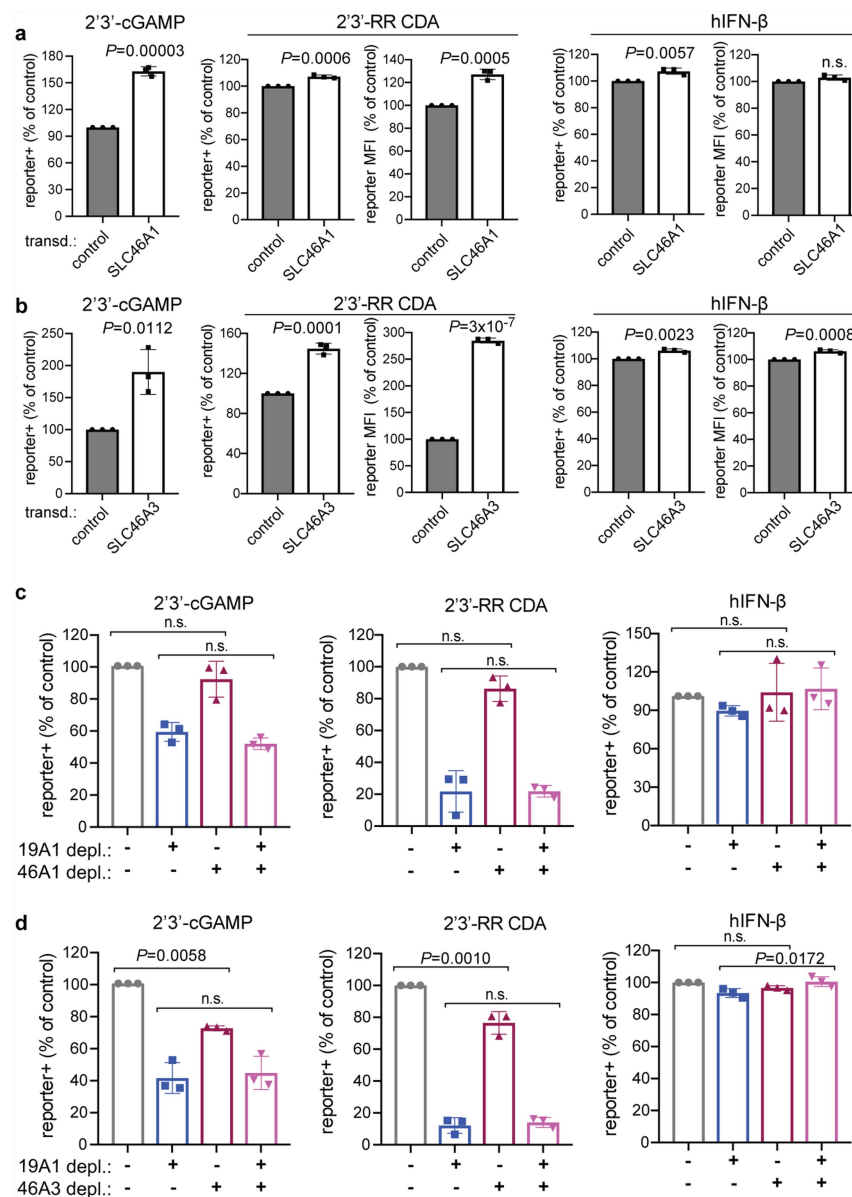 a
2'3'-cGAMP
2'3'-RR CDA
hIFN-β
P=0.00003
P=0.0006
P=0.0005
P=0.0057
n.s.
reporter+ (% of control)
180
150
120
90
60
30
0
reporter+ (% of control)
120
100
80
60
40
20
0
reporter MFI (% of control)
140
120
100
80
60
40
20
0
reporter+ (% of control)
120
100
80
60
40
20
0
reporter MFI (% of control)
120
100
80
60
40
20
0
transd.:
control
SLC46A1
control
SLC46A1
control
SLC46A1
control
SLC46A1
control
SLC46A1
b
2'3'-cGAMP
2'3'-RR CDA
hIFN-β
P=0.0112
P=0.0001
P=3x10-7
P=0.0023
P=0.0008
reporter+ (% of control)
250
200
150
100
50
0
reporter+ (% of control)
160
120
80
40
0
reporter MFI (% of control)
300
250
200
150
100
50
0
reporter+ (% of control)
120
100
80
60
40
20
0
reporter MFI (% of control)
120
100
80
60
40
20
0
transd.:
control
SLC46A3
control
SLC46A3
control
SLC46A3
control
SLC46A3
control
SLC46A3
c
2'3'-cGAMP
n.s.
n.s.
reporter+ (% of control)
120
100
80
60
40
20
0
2'3'-RR CDA
n.s.
n.s.
reporter+ (% of control)
120
100
80
60
40
20
0
hIFN-β
n.s.
n.s.
reporter+ (% of control)
150
120
90
60
30
0
19A1 depl.: - + - + - + - + - + - +
46A1 depl.: - - + + - - + + - - + +
d
2'3'-cGAMP
P=0.0058
n.s.
reporter+ (% of control)
120
100
80
60
40
20
0
2'3'-RR CDA
P=0.0010
n.s.
reporter+ (% of control)
120
100
80
60
40
20
0
hIFN-β
n.s.
P=0.0172
reporter+ (% of control)
120
100
80
60
40
20
0
19A1 depl.: - + - + - + - + - + - +
46A3 depl.: - - + + - - + + - - + +